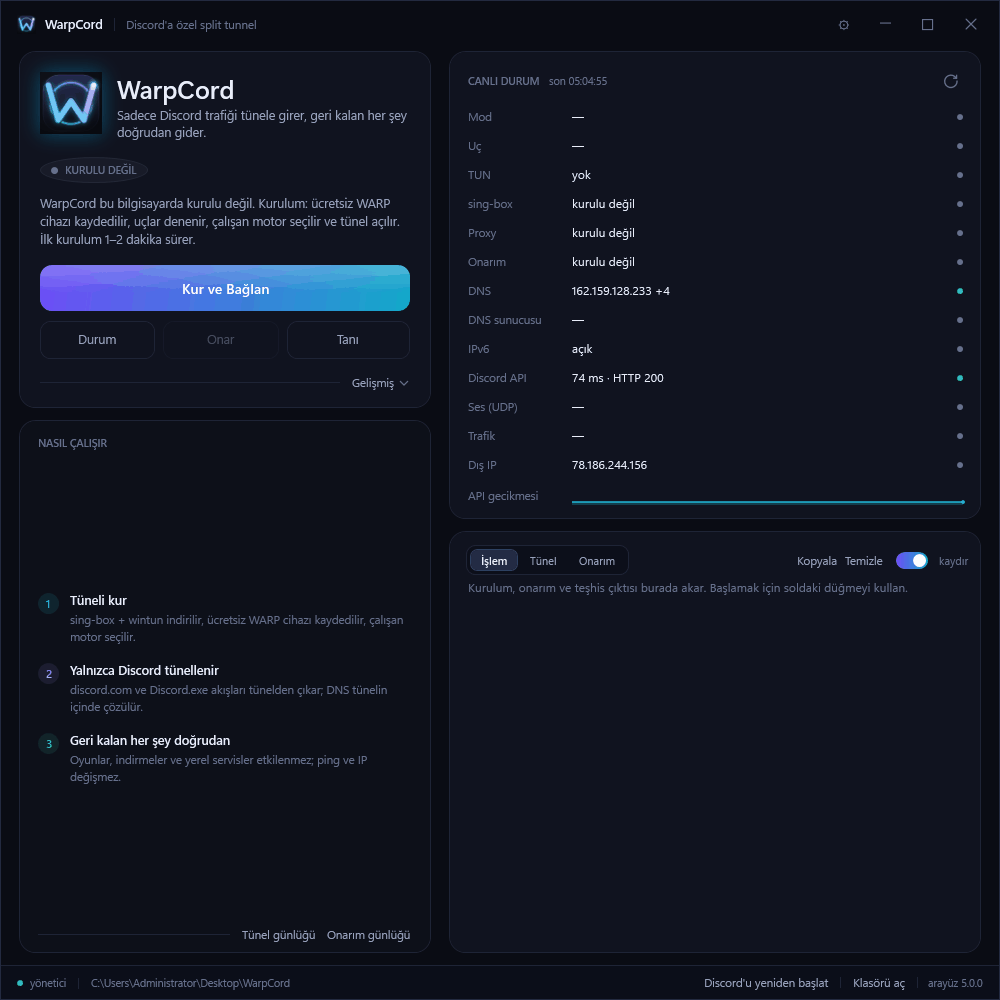 WarpCord
Discord'a özel split tunnel
WarpCord
Sadece Discord trafiği tünele girer, geri kalan her şey
doğrudan gider.
KURULU DEĞİL
WarpCord bu bilgisayarda kurulu değil. Kurulum: ücretsiz WARP
cihazı kaydedilir, uçlar denenir, çalışan motor seçilir ve tünel açılır.
İlk kurulum 1–2 dakika sürer.
Kur ve Bağlan
Durum
Onar
Tanı
Gelişmiş
NASIL ÇALIŞIR
1
Tüneli kur
sing-box + wintun indirilir, ücretsiz WARP cihazı kaydedilir, çalışan
motor seçilir.
2
Yalnızca Discord tünellenir
discord.com ve Discord.exe akışları tünelden çıkar; DNS tünelin
içinde çözülür.
3
Geri kalan her şey doğrudan
Oyunlar, indirmeler ve yerel servisler etkilenmez; ping ve IP
değişmez.
Tünel günlüğü Onarım günlüğü
CANLI DURUM son 05:04:55
Mod —
Uç —
TUN yok
sing-box kurulu değil
Proxy kurulu değil
Onarım kurulu değil
DNS 162.159.128.233 +4
DNS sunucusu —
IPv6 açık
Discord API 74 ms · HTTP 200
Ses (UDP) —
Trafik —
Dış IP 78.186.244.156
API gecikmesi
İşlem Tünel Onarım Kopyala Temizle kaydır
Kurulum, onarım ve teşhis çıktısı burada akar. Başlamak için soldaki düğmeyi kullan.
yönetici C:\Users\Administrator\Desktop\WarpCord
Discord'u yeniden başlat Klasörü aç arayüz 5.0.0